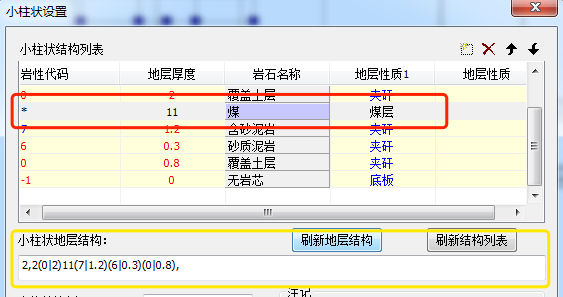 小柱状设置
小柱状结构列表
岩性代码 地层厚度 岩石名称 地层性质1 地层性质
0 2 覆盖土层 夹矸
* 11 煤 煤层
7 1.2 含砂泥岩 夹矸
6 0.3 砂质泥岩 夹矸
0 0.8 覆盖土层 夹矸
-1 0 无岩芯 底板
小柱状地层结构: 刷新地层结构 刷新结构列表
2,2(0|2)11(7|1.2)(6|0.3)(0|0.8),